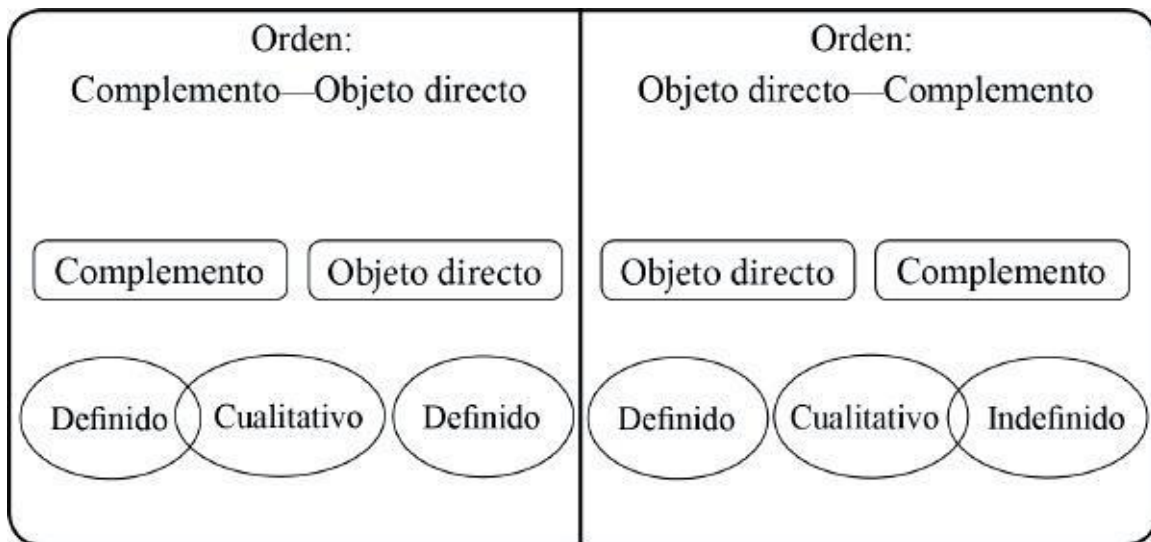 Orden:
Complemento—Objeto directo
Complemento
Objeto directo
Definido
Cualitativo
Definido
Orden:
Objeto directo—Complemento
Objeto directo
Complemento
Definido
Cualitativo
Indefinido